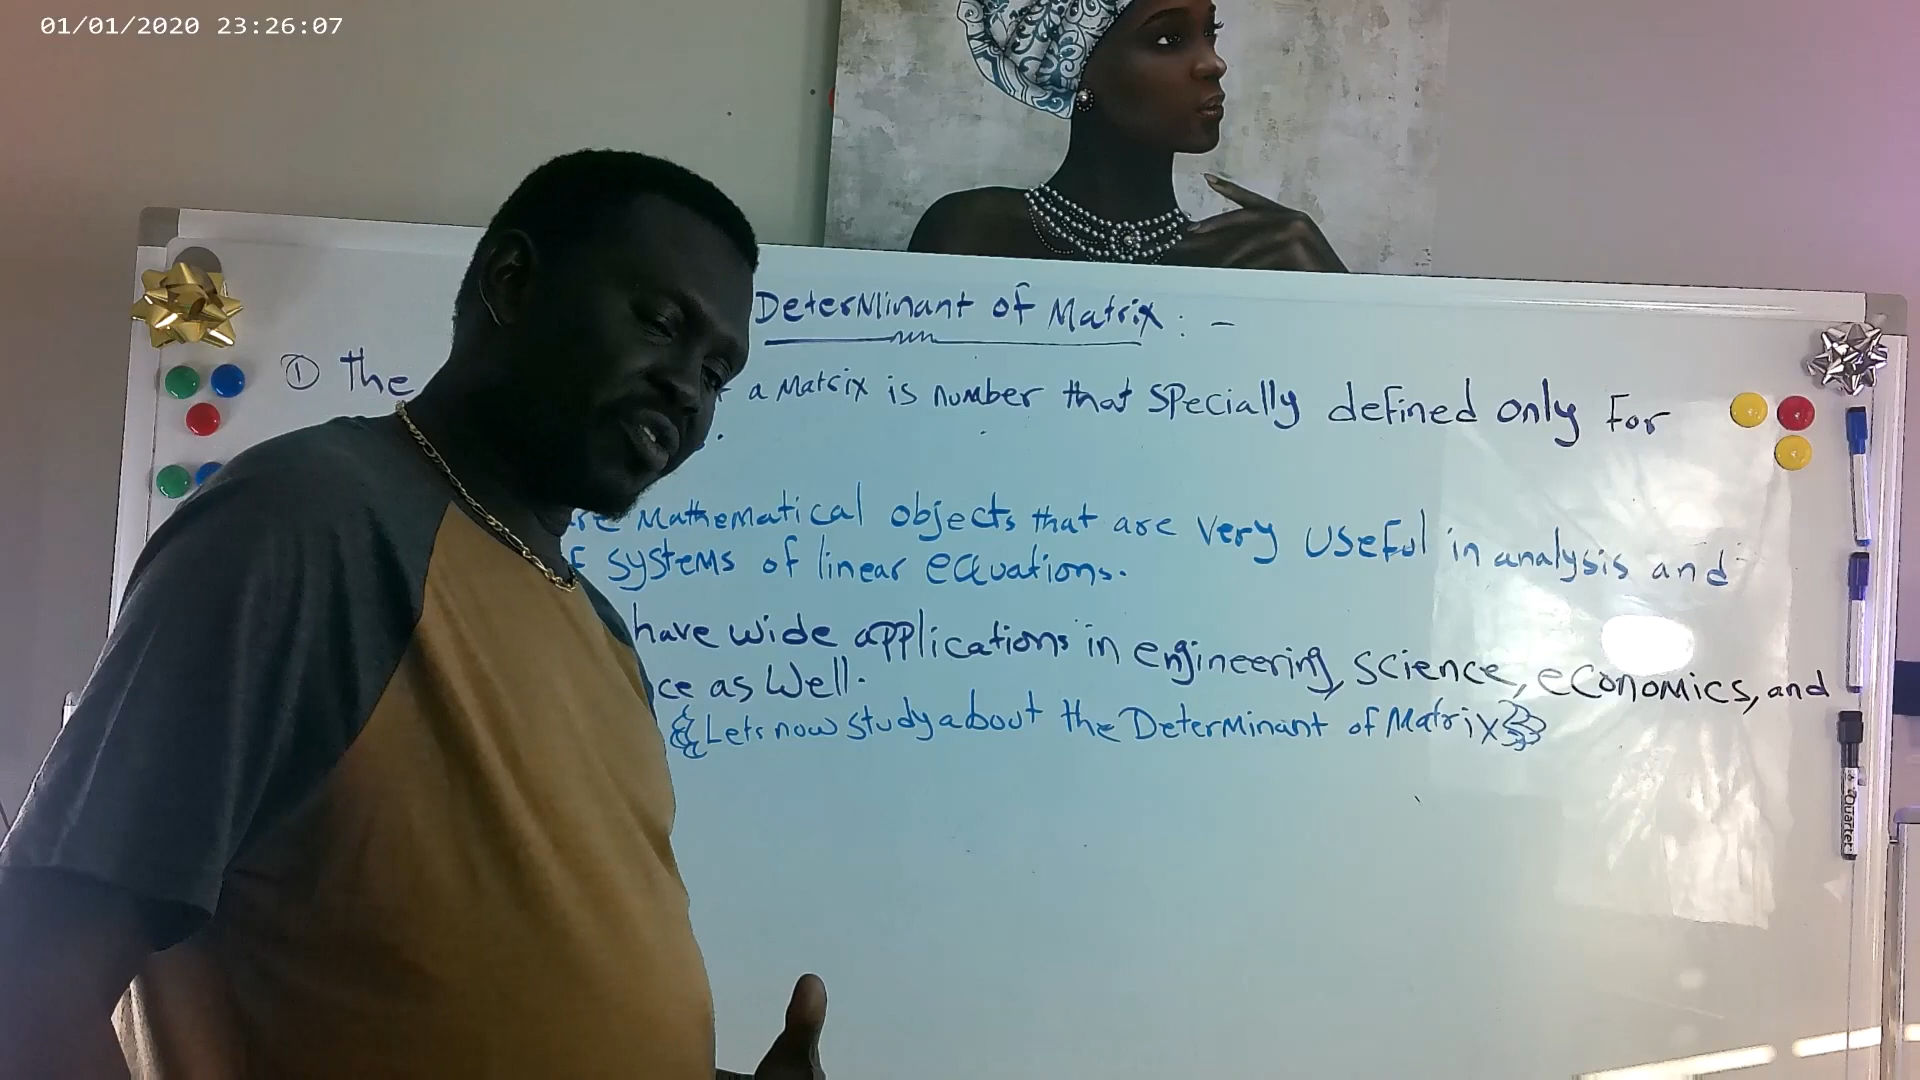 01/01/2020 23:26:07
Determinant of Matrix : -
① The a Matrix is number that specially defined only for
are Mathematical objects that are very useful in analysis and
systems of linear equations.
have wide applications in engineering, science, economics, and
ce as Well.
{{Lets now study about the Determinant of Matrix}}
Quartet